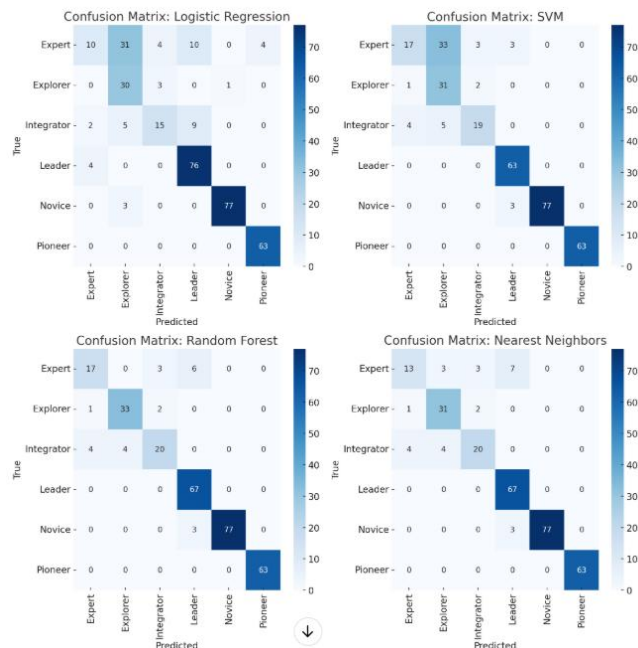 Confusion Matrix: Logistic Regression
Expert 10 31 4 10 0 4
Explorer 0 30 3 0 1 0
Integrator 2 5 15 9 0 0
Leader 4 0 0 76 0 0
Novice 0 3 0 0 77 0
Pioneer 0 0 0 0 0 63
True
Expert Explorer Integrator Leader Novice Pioneer
Predicted
70
60
50
40
30
20
10
0
Confusion Matrix: SVM
Expert 17 33 3 3 0 0
Explorer 1 31 2 0 0 0
Integrator 4 5 19 0 0 0
Leader 0 0 0 63 0 0
Novice 0 0 0 3 77 0
Pioneer 0 0 0 0 0 63
True
Expert Explorer Integrator Leader Novice Pioneer
Predicted
70
60
50
40
30
20
10
0
Confusion Matrix: Random Forest
Expert 17 0 3 6 0 0
Explorer 1 33 2 0 0 0
Integrator 4 4 20 0 0 0
Leader 0 0 0 67 0 0
Novice 0 0 0 3 77 0
Pioneer 0 0 0 0 0 63
True
Expert Explorer Integrator Leader Novice Pioneer
Predicted
70
60
50
40
30
20
10
0
Confusion Matrix: Nearest Neighbors
Expert 13 3 3 7 0 0
Explorer 1 31 2 0 0 0
Integrator 4 4 20 0 0 0
Leader 0 0 0 67 0 0
Novice 0 0 0 3 77 0
Pioneer 0 0 0 0 0 63
True
Expert Explorer Integrator Leader Novice Pioneer
Predicted
70
60
50
40
30
20
10
0